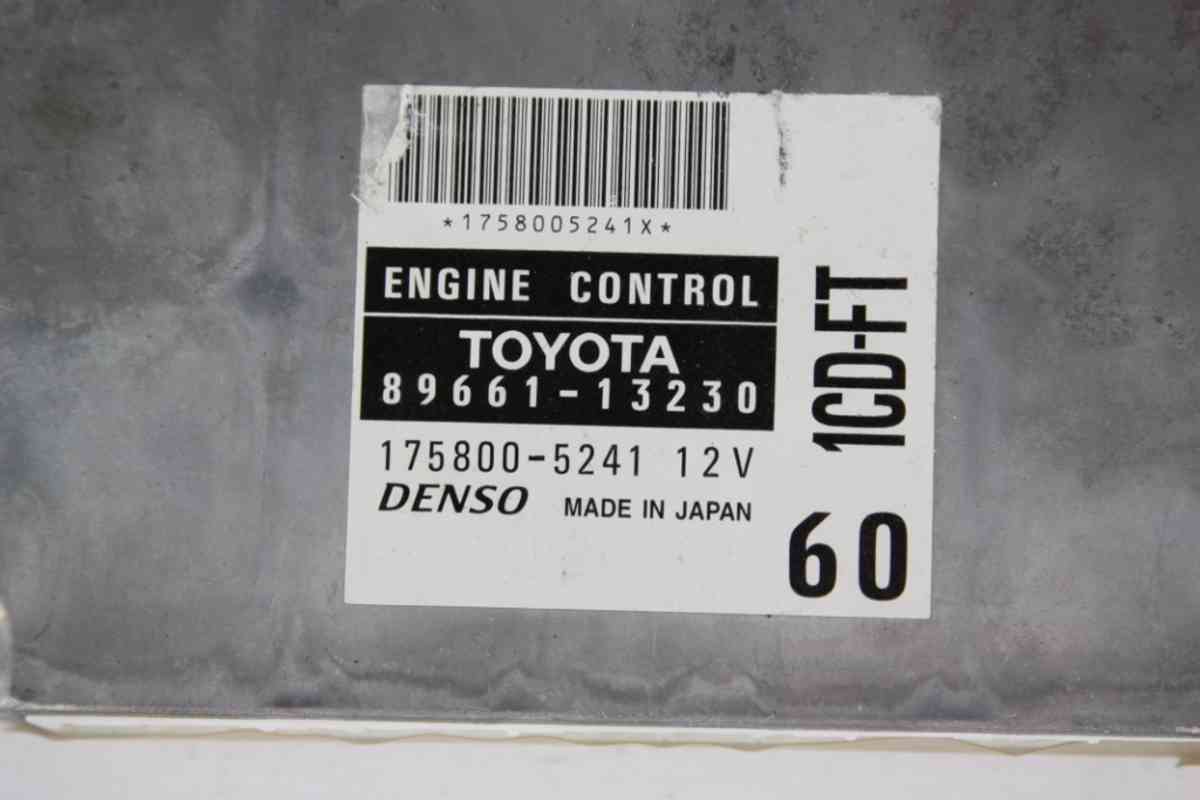 *1758005241X*
ENGINE CONTROL
TOYOTA
89661-13230
175800-5241 12V
DENSO MADE IN JAPAN
1CD-FT
60